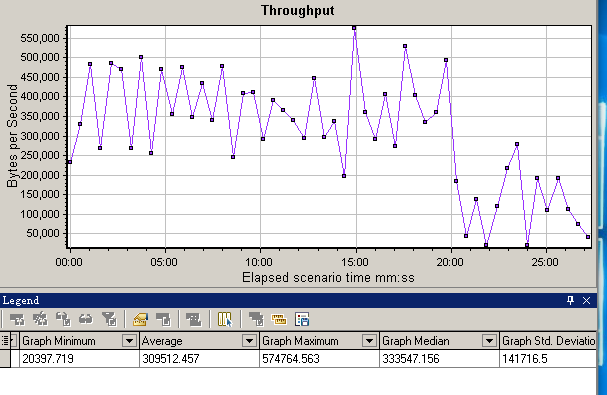 Throughput
Bytes per Second
550,000
500,000
450,000
400,000
350,000
300,000
250,000
200,000
150,000
100,000
50,000
00:00 05:00 10:00 15:00 20:00 25:00
Elapsed scenario time mm:ss
Legend
Graph Minimum Average Graph Maximum Graph Median Graph Std. Deviatio
20397.719 309512.457 574764.563 333547.156 141716.5